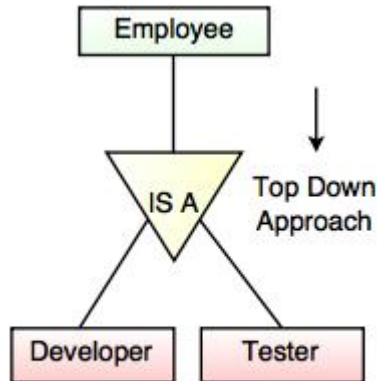 Employee
IS A
Top Down
Approach
Developer
Tester